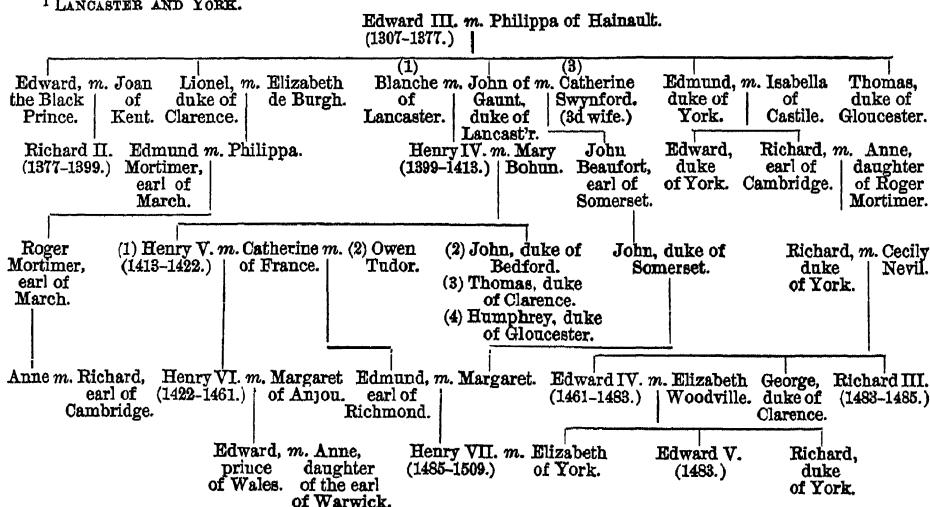 1 LANCASTER AND YORK.
Edward III. m. Philippa of Hainault.
(1307-1377.)
(1) (3)
Edward, m. Joan Lionel, m. Elizabeth Blanche m. John of m. Catherine Edmund, m. Isabella Thomas,
the Black of duke of de Burgh. of Gaunt, Swynford. duke of of duke of
Prince. Kent. Clarence. Lancaster. duke of (3d wife.) York. Castile. Gloucester.
Lancast'r.
Richard II. Edmund m. Philippa. Henry IV. m. Mary John Edward, Richard, m. Anne,
(1377-1399.) Mortimer, (1399-1413.) Bohun. Beaufort, duke earl of daughter
earl of earl of of York. Cambridge. of Roger
March. Somerset. Mortimer.
Roger (1) Henry V. m. Catherine m. (2) Owen (2) John, duke of John, duke of Richard, m. Cecily
Mortimer, (1413-1422.) of France. Tudor. Bedford. Somerset. duke Nevil.
earl of (3) Thomas, duke of York.
March. of Clarence.
(4) Humphrey, duke
of Gloucester.
Anne m. Richard, Henry VI. m. Margaret Edmund, m. Margaret. Edward IV. m. Elizabeth George, Richard III.
earl of (1422-1461.) of Anjou. earl of (1461-1483.) Woodville. duke of (1483-1485.)
Cambridge. Richmond. Clarence.
Edward, m. Anne, Henry VII. m. Elizabeth Edward V. Richard,
prince daughter (1485-1509.) of York. (1483.) duke
of Wales. of the earl of York.
of Warwick.